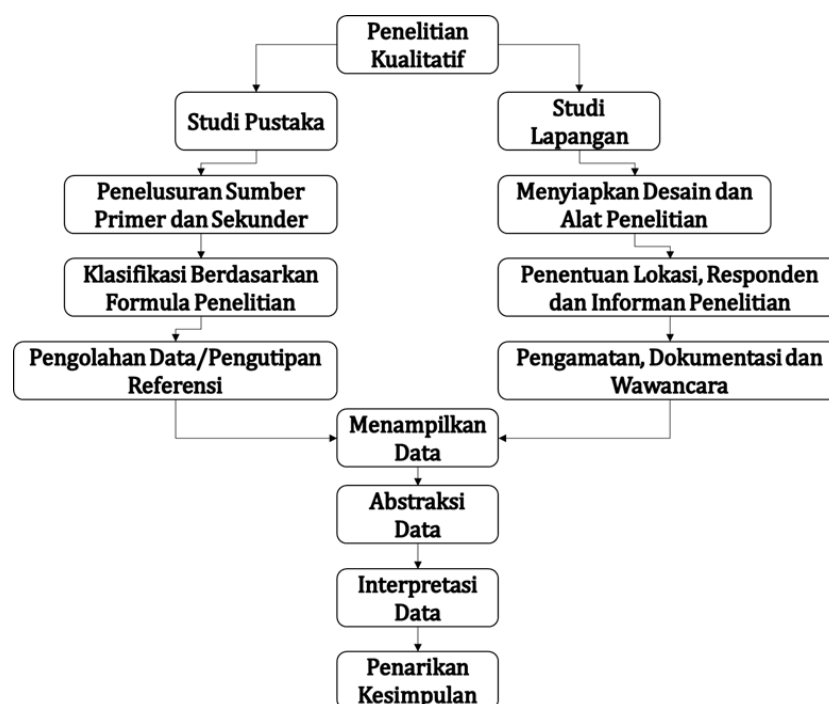 Penelitian
Kualitatif
Studi Pustaka
Studi
Lapangan
Penelusuran Sumber
Primer dan Sekunder
Menyiapkan Desain dan
Alat Penelitian
Klasifikasi Berdasarkan
Formula Penelitian
Penentuan Lokasi, Responden
dan Informan Penelitian
Pengolahan Data/Pengutipan
Referensi
Pengamatan, Dokumentasi dan
Wawancara
Menampilkan
Data
Abstraksi
Data
Interpretasi
Data
Penarikan
Kesimpulan